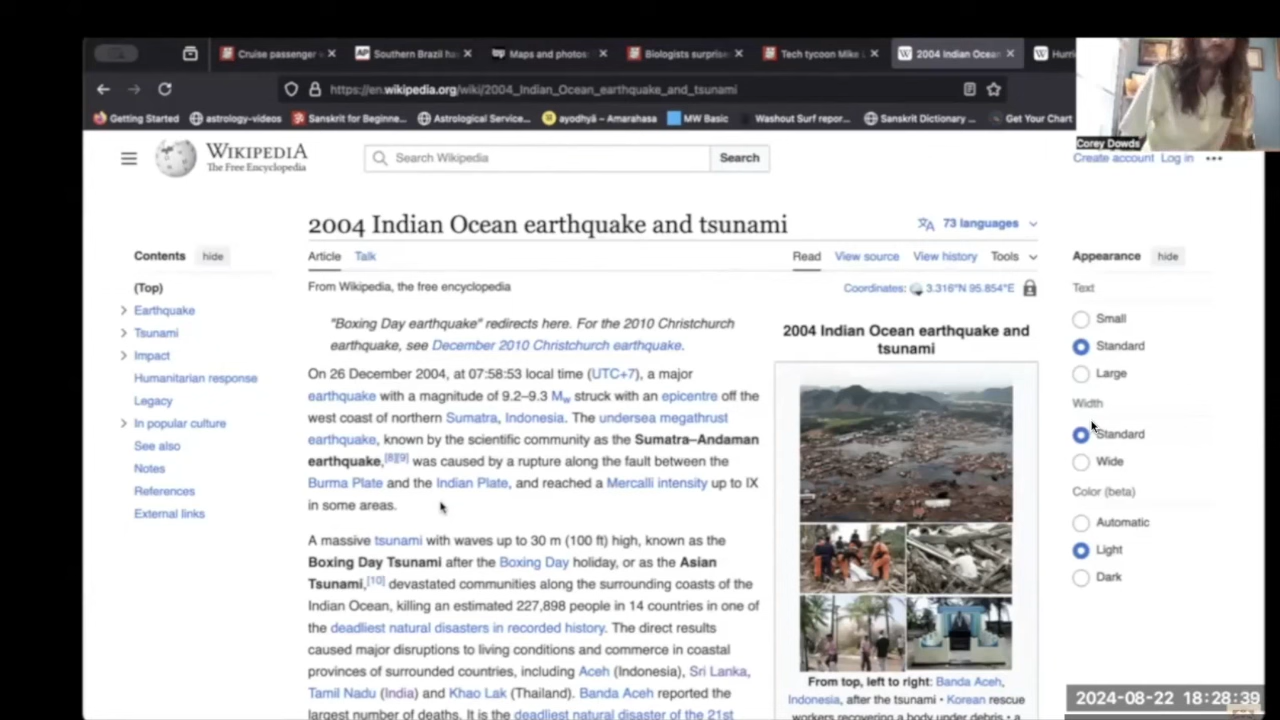 Cruise passenger
Southern Brazil ha
Maps and photos:
Biologists surprise
Tech tycoon Mike L
2004 Indian Ocean
Hurri
https://en.wikipedia.org/wiki/2004_Indian_Ocean_earthquake_and_tsunami
Getting Started
astrology-videos
Sanskrit for Beginne...
Astrological Service...
ayodhyā – Amarahasa
MW Basic
Washout Surf repor...
Sanskrit Dictionary ...
Get Your Chart
Corey Dowds
WIKIPEDIA
The Free Encyclopedia
Search Wikipedia
Search
Create account Log in •••
2004 Indian Ocean earthquake and tsunami
73 languages
Contents hide
(Top)
Earthquake
Tsunami
Impact
Humanitarian response
Legacy
In popular culture
See also
Notes
References
External links
Article Talk
Read View source View history Tools
From Wikipedia, the free encyclopedia
Coordinates: 3.316°N 95.854°E
"Boxing Day earthquake" redirects here. For the 2010 Christchurch
earthquake, see December 2010 Christchurch earthquake.
On 26 December 2004, at 07:58:53 local time (UTC+7), a major
earthquake with a magnitude of 9.2–9.3 Mw struck with an epicentre off the
west coast of northern Sumatra, Indonesia. The undersea megathrust
earthquake, known by the scientific community as the Sumatra–Andaman
earthquake,[8][9] was caused by a rupture along the fault between the
Burma Plate and the Indian Plate, and reached a Mercalli intensity up to IX
in some areas.
A massive tsunami with waves up to 30 m (100 ft) high, known as the
Boxing Day Tsunami after the Boxing Day holiday, or as the Asian
Tsunami,[10] devastated communities along the surrounding coasts of the
Indian Ocean, killing an estimated 227,898 people in 14 countries in one of
the deadliest natural disasters in recorded history. The direct results
caused major disruptions to living conditions and commerce in coastal
provinces of surrounded countries, including Aceh (Indonesia), Sri Lanka,
Tamil Nadu (India) and Khao Lak (Thailand). Banda Aceh reported the
largest number of deaths. It is the deadliest natural disaster of the 21st
2004 Indian Ocean earthquake and
tsunami
From top, left to right: Banda Aceh,
Indonesia, after the tsunami • Korean rescue
workers recovering a body under debris • a
Appearance hide
Text
Small
Standard
Large
Width
Standard
Wide
Color (beta)
Automatic
Light
Dark
2024-08-22 18:28:39